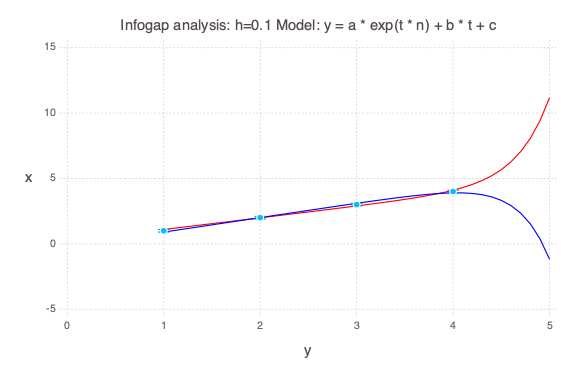 Infogap analysis: h=0.1 Model: y = a * exp(t * n) + b * t + c
15
10
x
5
0
-5
0 1 2 3 4 5
y